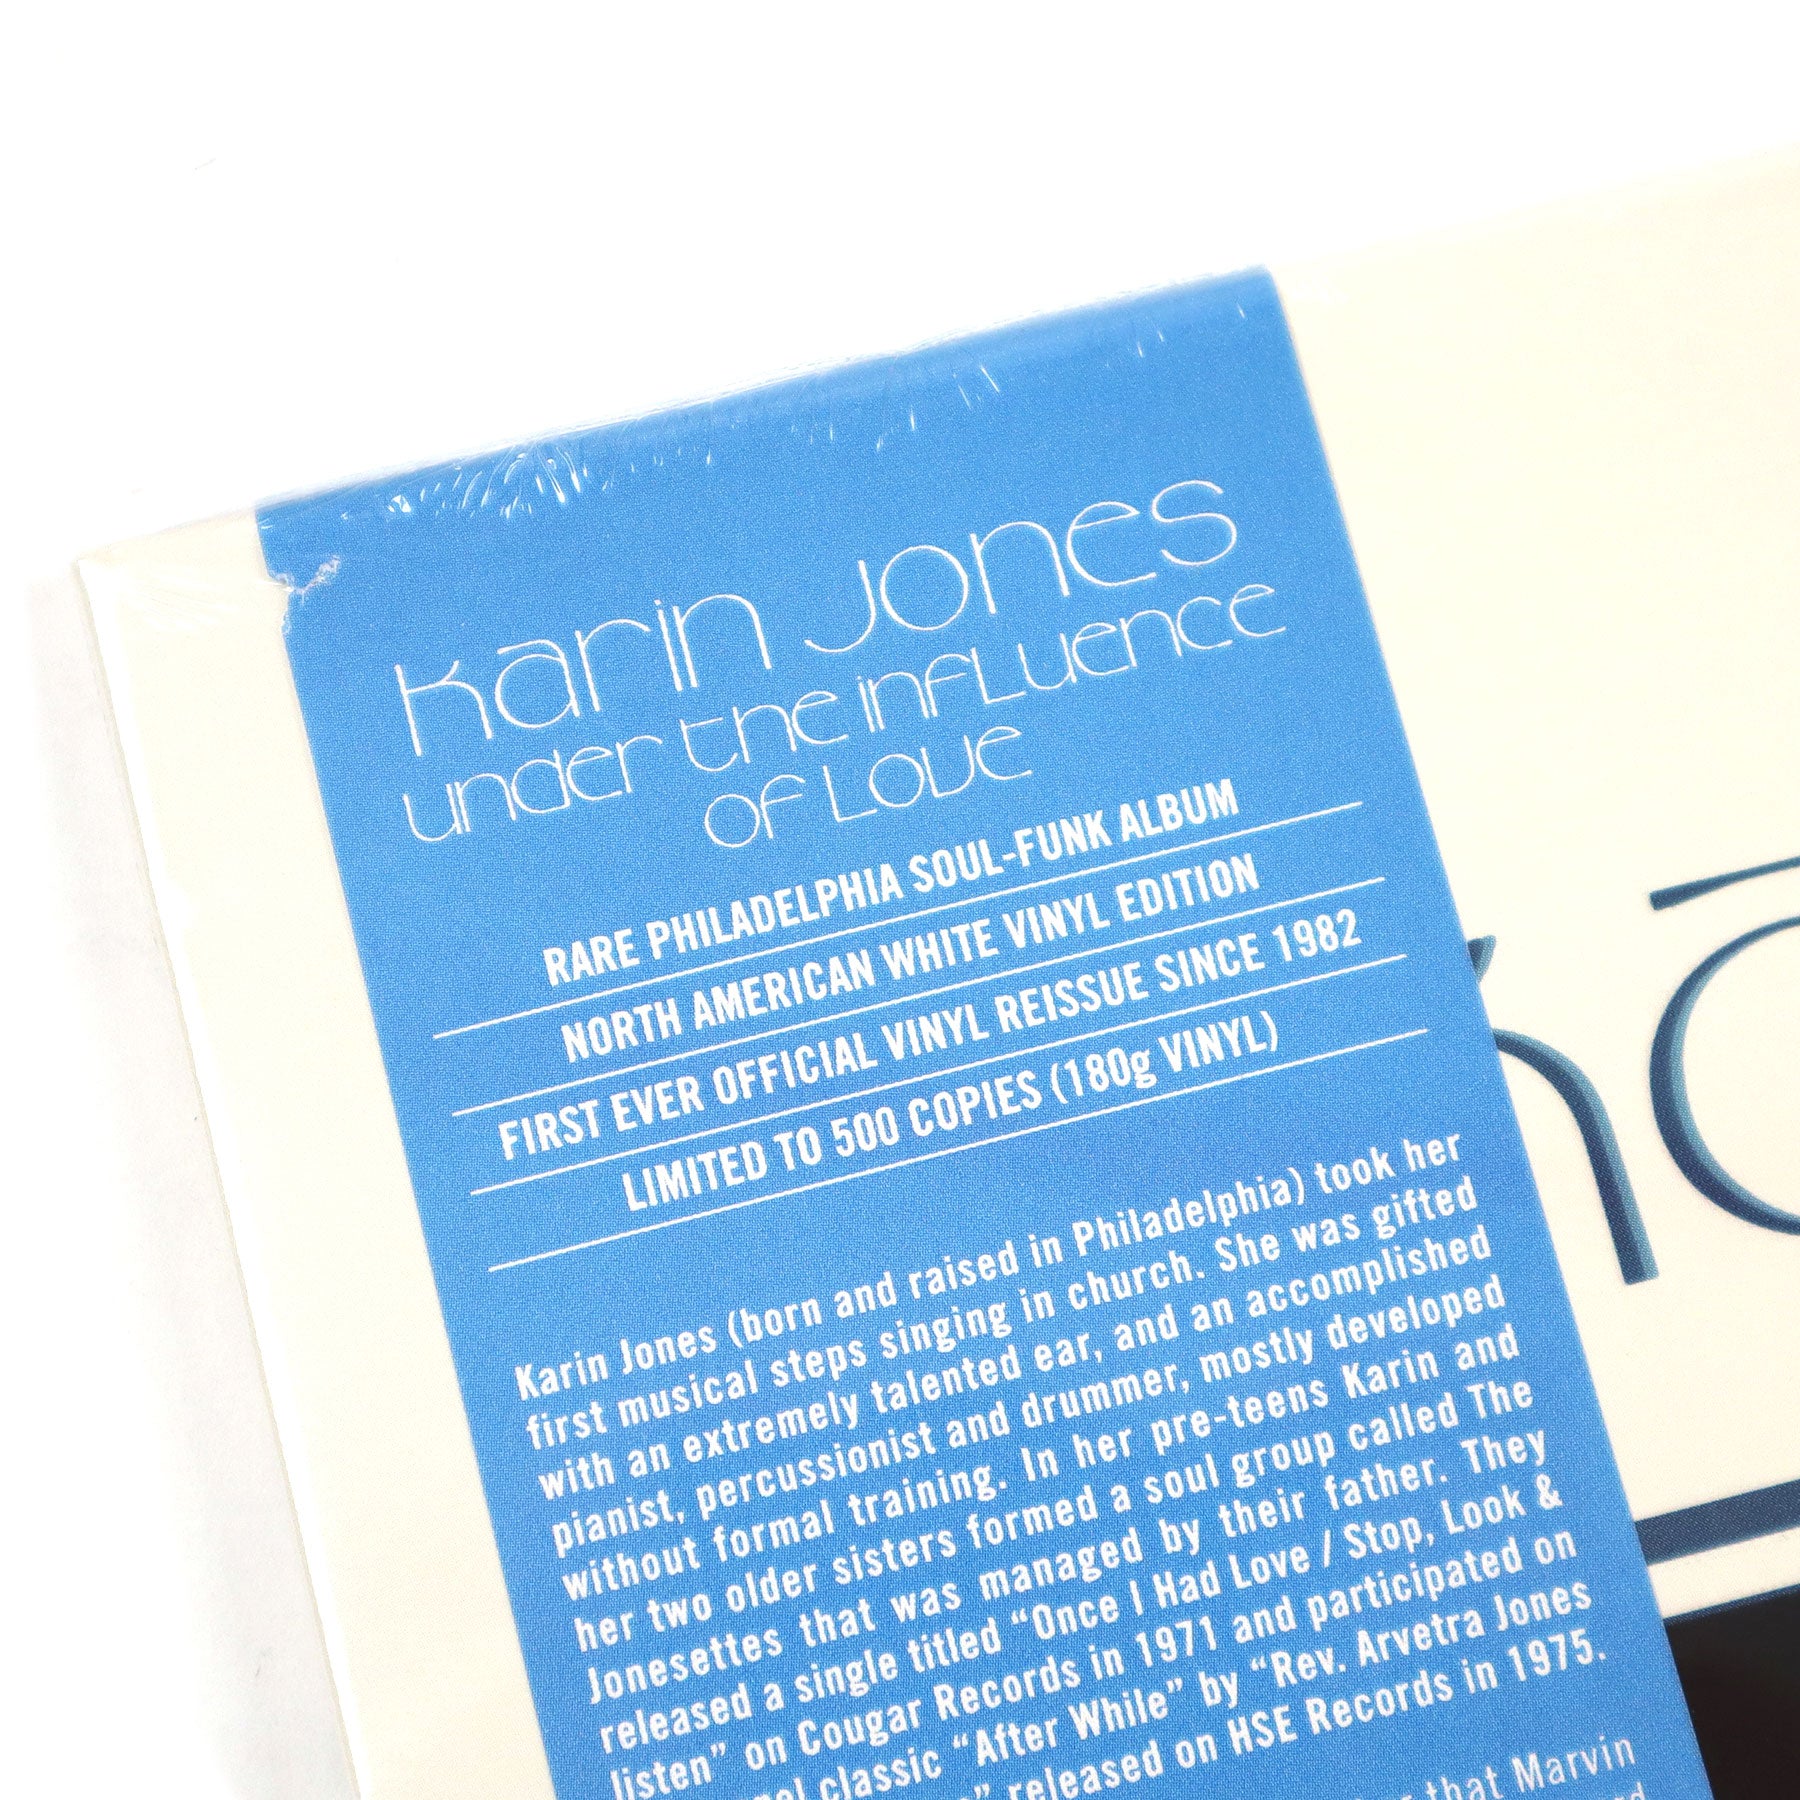 Karin Jones
under the influence
of Love
RARE PHILADELPHIA SOUL-FUNK ALBUM
NORTH AMERICAN WHITE VINYL EDITION
FIRST EVER OFFICIAL VINYL REISSUE SINCE 1982
LIMITED TO 500 COPIES (180g VINYL)
Karin Jones (born and raised in Philadelphia) took her
first musical steps singing in church. She was gifted
with an extremely talented ear, and an accomplished
pianist, percussionist and drummer, mostly developed
without formal training. In her pre-teens Karin and
her two older sisters formed a soul group called The
Jonesettes that was managed by their father. They
released a single titled “Once I Had Love / Stop, Look &
listen” on Cougar Records in 1971 and participated on
classic “After While” by “Rev. Arvetra Jones
” released on HSE Records in 1975.
that Marvin